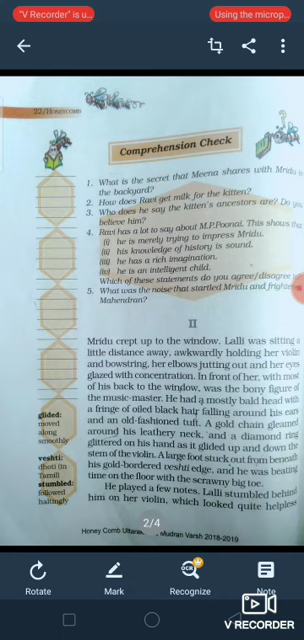 "V Recorder" is u...
Using the microp...
22/Honeycomb
Comprehension Check
1. What is the secret that Meena shares with Mridu in
the backyard?
2. How does Ravi get milk for the kitten?
3. Who does he say the kitten's ancestors are? Do you
believe him?
4. Ravi has a lot to say about M.P.Poonai. This shows that
(i) he is merely trying to impress Mridu.
(ii) his knowledge of history is sound.
(iii) he has a rich imagination.
(iv) he is an intelligent child.
Which of these statements do you agree/disagree
5. What was the noise that startled Mridu and frightened
Mahendran?
II
Mridu crept up to the window. Lalli was sitting a
little distance away, awkwardly holding her violin
and bowstring, her elbows jutting out and her eyes
glazed with concentration. In front of her, with most
of his back to the window, was the bony figure of
the music-master. He had a mostly bald head with
a fringe of oiled black hair falling around his ears
and an old-fashioned tuft. A gold chain gleamed
around his leathery neck, and a diamond ring
glittered on his hand as it glided up and down the
stem of the violin. A large foot stuck out from beneath
his gold-bordered veshti edge, and he was beating
time on the floor with the scrawny big toe.
He played a few notes. Lalli stumbled behind
him on her violin, which looked quite helpless
glided:
moved
along
smoothly
veshti:
dhoti (in
Tamil)
stumbled:
followed
haltingly
2/4
Honey Comb Mudran Varsh 2018-2019
Rotate
Mark
OCR
Recognize
Note
V RECORDER